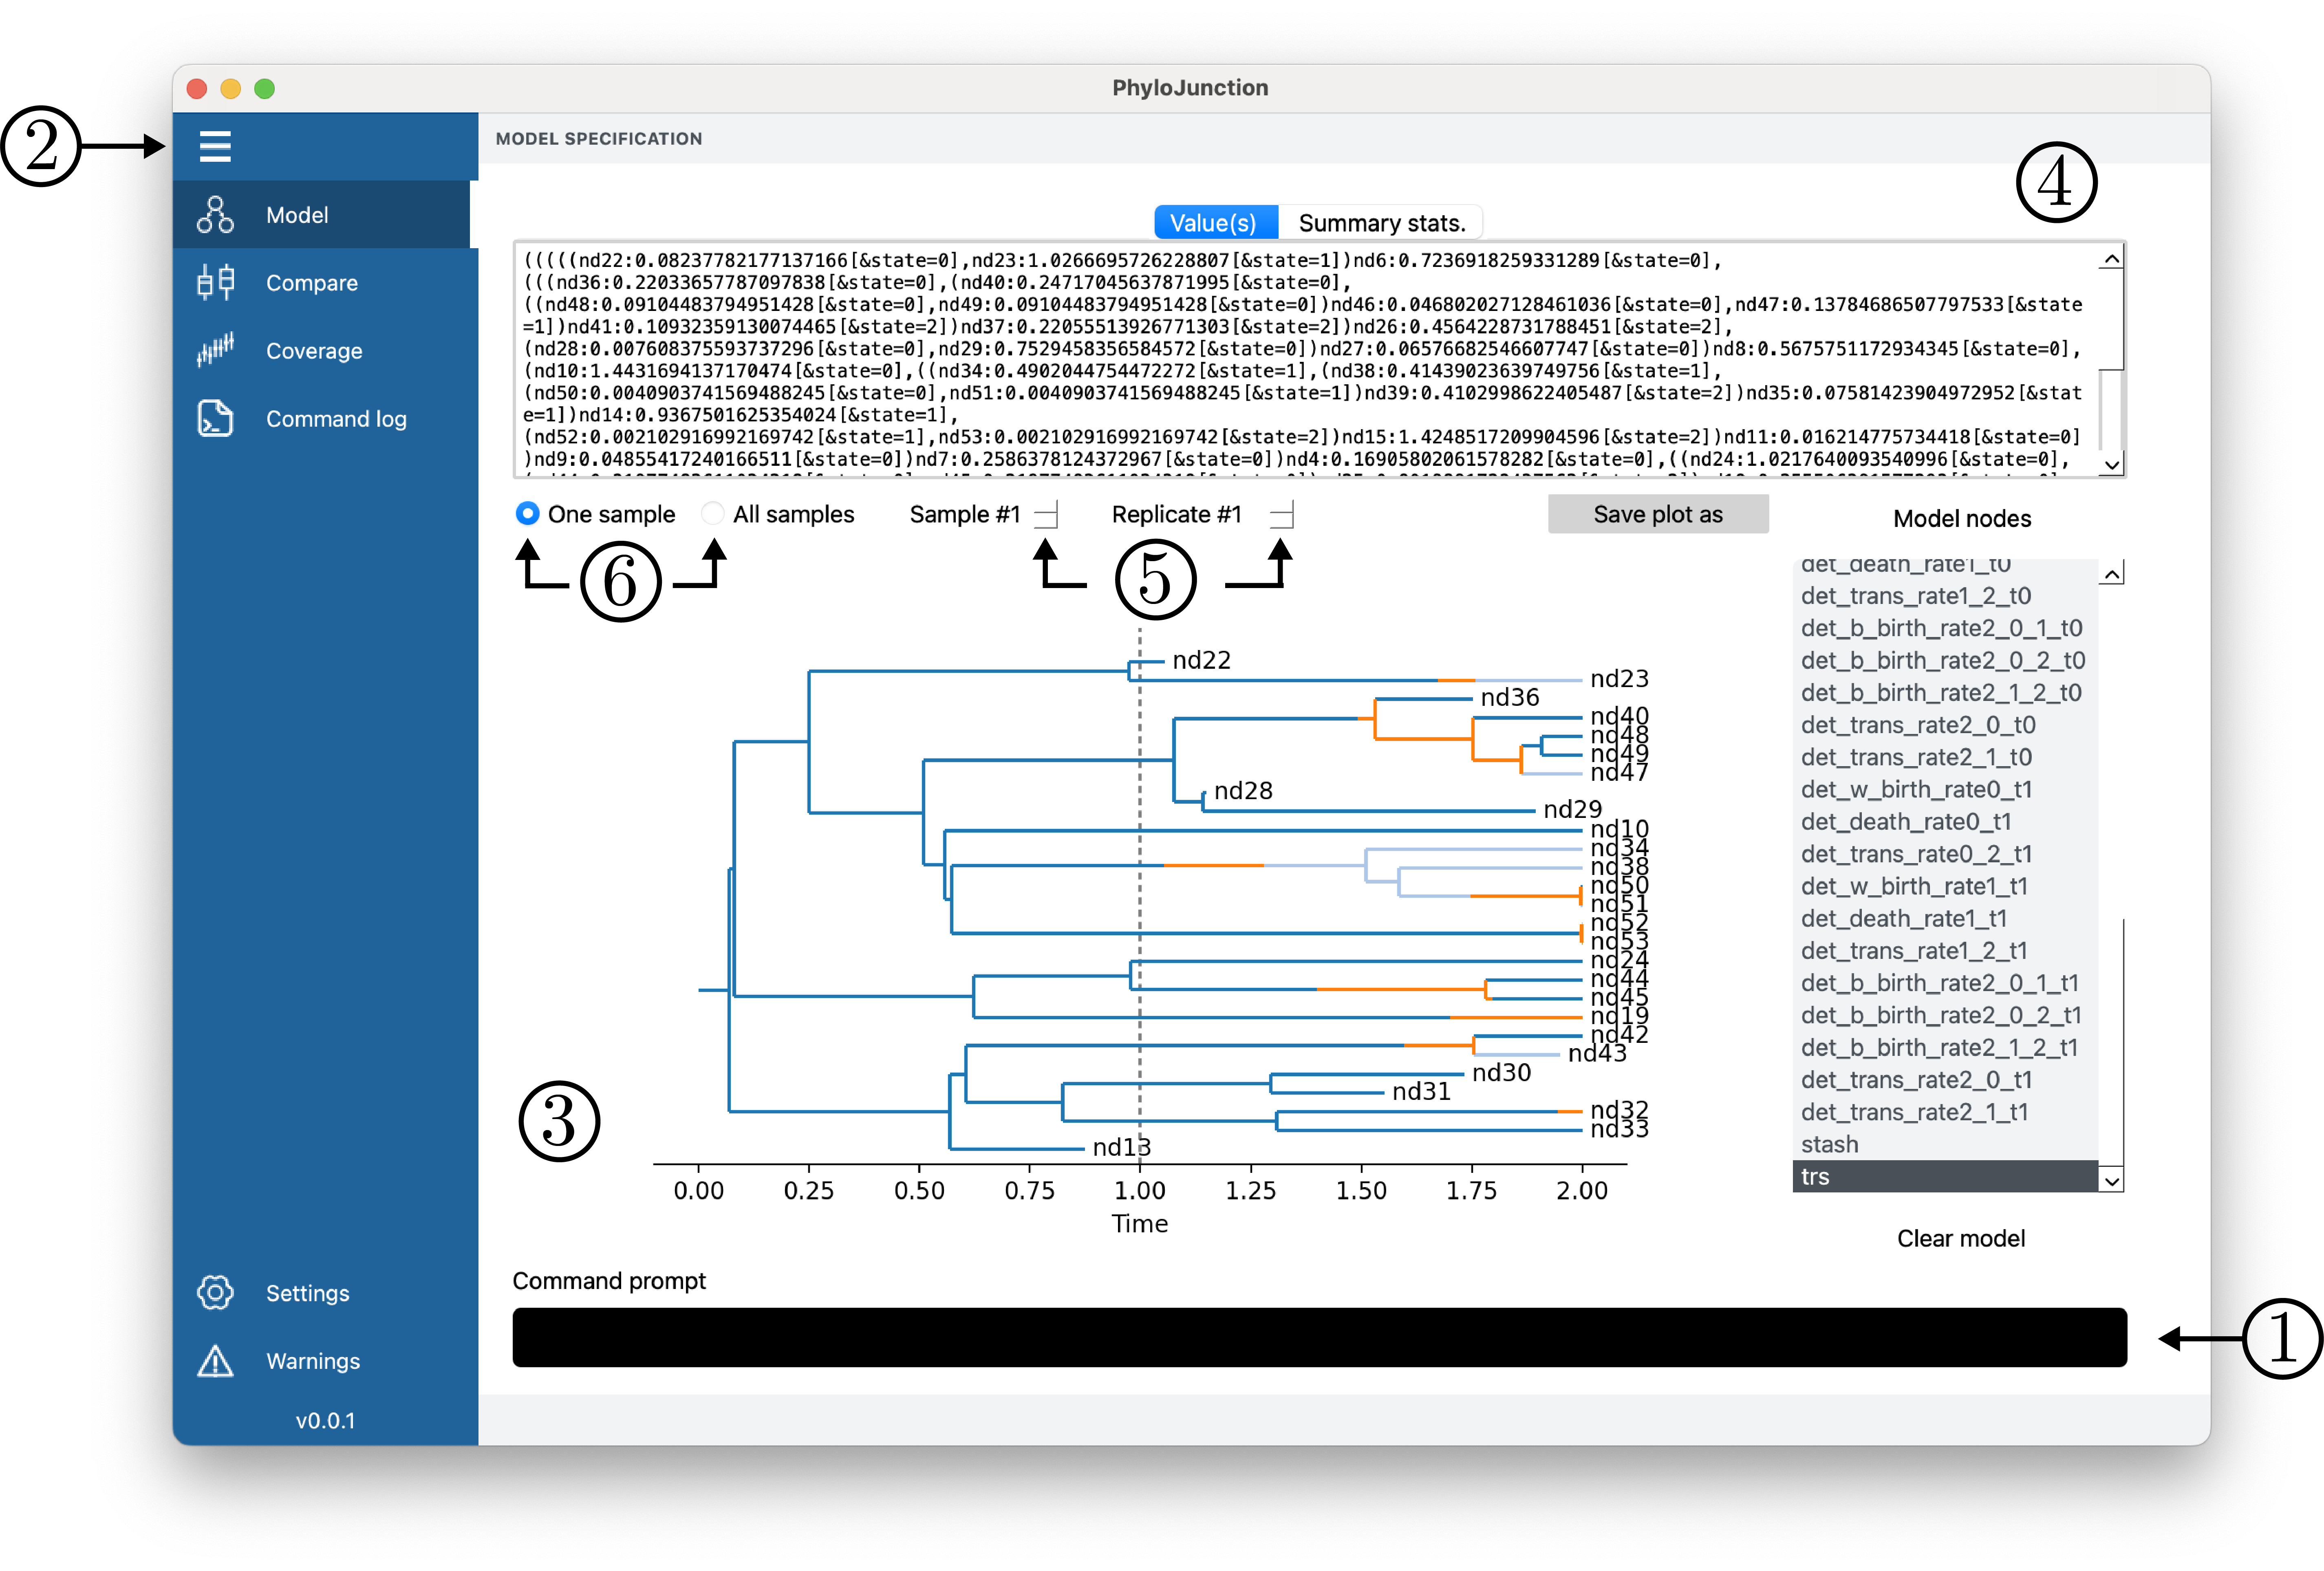 PhyloJunction
2
MODEL SPECIFICATION
4
Model
Compare
Coverage
Command log
Value(s) Summary stats.
(((((nd22:0.08237782177137166[&state=0],nd23:1.0266695726228807[&state=1])nd6:0.7236918259331289[&state=0],
(((nd36:0.22033657787097838[&state=0],(nd40:0.24717045637871995[&state=0],
((nd48:0.09104483794951428[&state=0],nd49:0.09104483794951428[&state=0])nd46:0.046802027128461036[&state=0],nd47:0.13784686507797533[&state
=1])nd41:0.10932359130074465[&state=2])nd37:0.22055513926771303[&state=2])nd26:0.4564228731788451[&state=2],
(nd28:0.007608375593737296[&state=0],nd29:0.7529458356584572[&state=0])nd27:0.06576682546607747[&state=0])nd8:0.5675751172934345[&state=0],
(nd10:1.4431694137170474[&state=0],((nd34:0.4902044754472272[&state=1],(nd38:0.41439023639749756[&state=1],
(nd50:0.0040903741569488245[&state=0],nd51:0.0040903741569488245[&state=1])nd39:0.4102998622405487[&state=2])nd35:0.07581423904972952[&stat
e=1])nd14:0.9367501625354024[&state=1],
(nd52:0.002102916992169742[&state=1],nd53:0.002102916992169742[&state=2])nd15:1.4248517209904596[&state=2])nd11:0.016214775734418[&state=0]
)nd9:0.04855417240166511[&state=0])nd7:0.2586378124372967[&state=0])nd4:0.16905802061578282[&state=0],((nd24:1.0217640093540996[&state=0],
One sample All samples Sample #1 Replicate #1 Save plot as Model nodes
6 5
nd22
nd23
nd36
nd40
nd48
nd49
nd47
nd28
nd29
nd10
nd34
nd38
nd50
nd51
nd52
nd53
nd24
nd44
nd45
nd19
nd42
nd43
nd30
nd31
nd32
nd33
nd13
3
0.00 0.25 0.50 0.75 1.00 1.25 1.50 1.75 2.00
Time
det_death_rate1_t0
det_trans_rate1_2_t0
det_b_birth_rate2_0_1_t0
det_b_birth_rate2_0_2_t0
det_b_birth_rate2_1_2_t0
det_trans_rate2_0_t0
det_trans_rate2_1_t0
det_w_birth_rate0_t1
det_death_rate0_t1
det_trans_rate0_2_t1
det_w_birth_rate1_t1
det_death_rate1_t1
det_trans_rate1_2_t1
det_b_birth_rate2_0_1_t1
det_b_birth_rate2_0_2_t1
det_b_birth_rate2_1_2_t1
det_trans_rate2_0_t1
det_trans_rate2_1_t1
stash
trs
Clear model
Command prompt
1
Settings
Warnings
v0.0.1